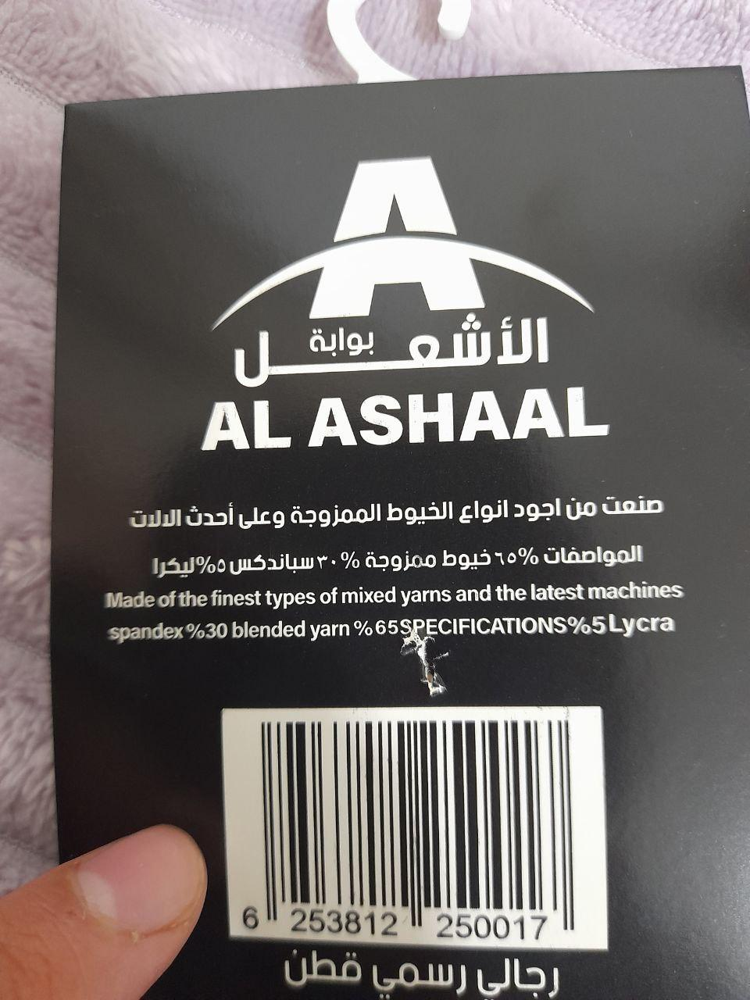 A
بوابة الأشعل
AL ASHAAL
صنعت من اجود انواع الخيوط الممزوجة وعلى أحدث الالات
المواصفات %٦٥ خيوط ممزوجة %٣٠ سباندكس ٥%ليكرا
Made of the finest types of mixed yarns and the latest machines
spandex %30 blended yarn %65SPECIFICATIONS%5 Lycra
6 253812 250017
رجالي رسمي قطن